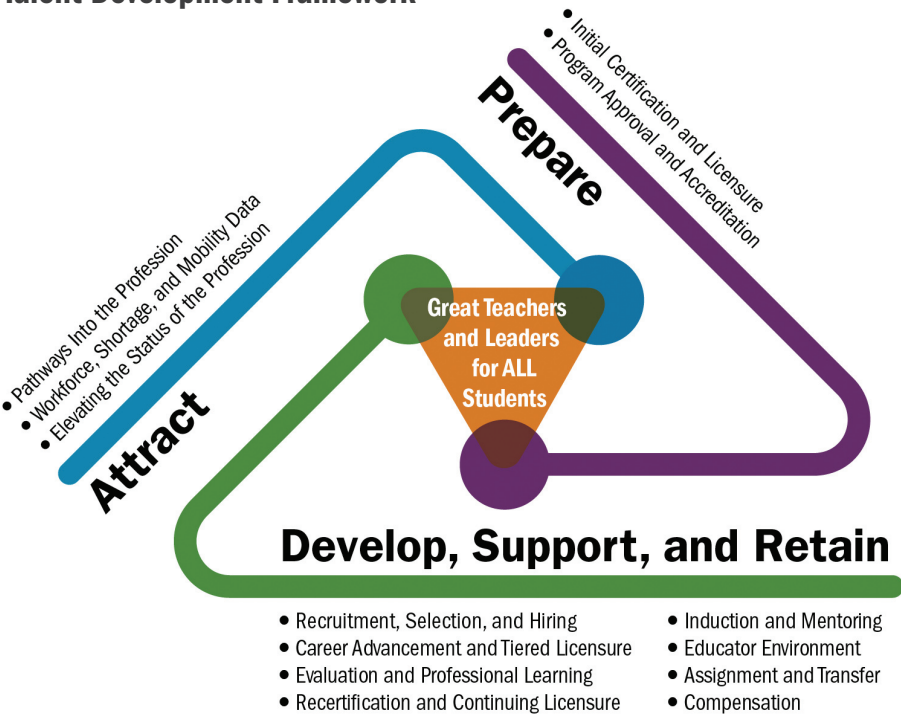 Talent Development Framework
Prepare
• Initial Certification and Licensure
• Program Approval and Accreditation
• Pathways Into the Profession
• Workforce, Shortage, and Mobility Data
• Elevating the Status of the Profession
Attract
Great Teachers
and Leaders
for ALL
Students
Develop, Support, and Retain
• Recruitment, Selection, and Hiring
• Career Advancement and Tiered Licensure
• Evaluation and Professional Learning
• Recertification and Continuing Licensure
• Induction and Mentoring
• Educator Environment
• Assignment and Transfer
• Compensation